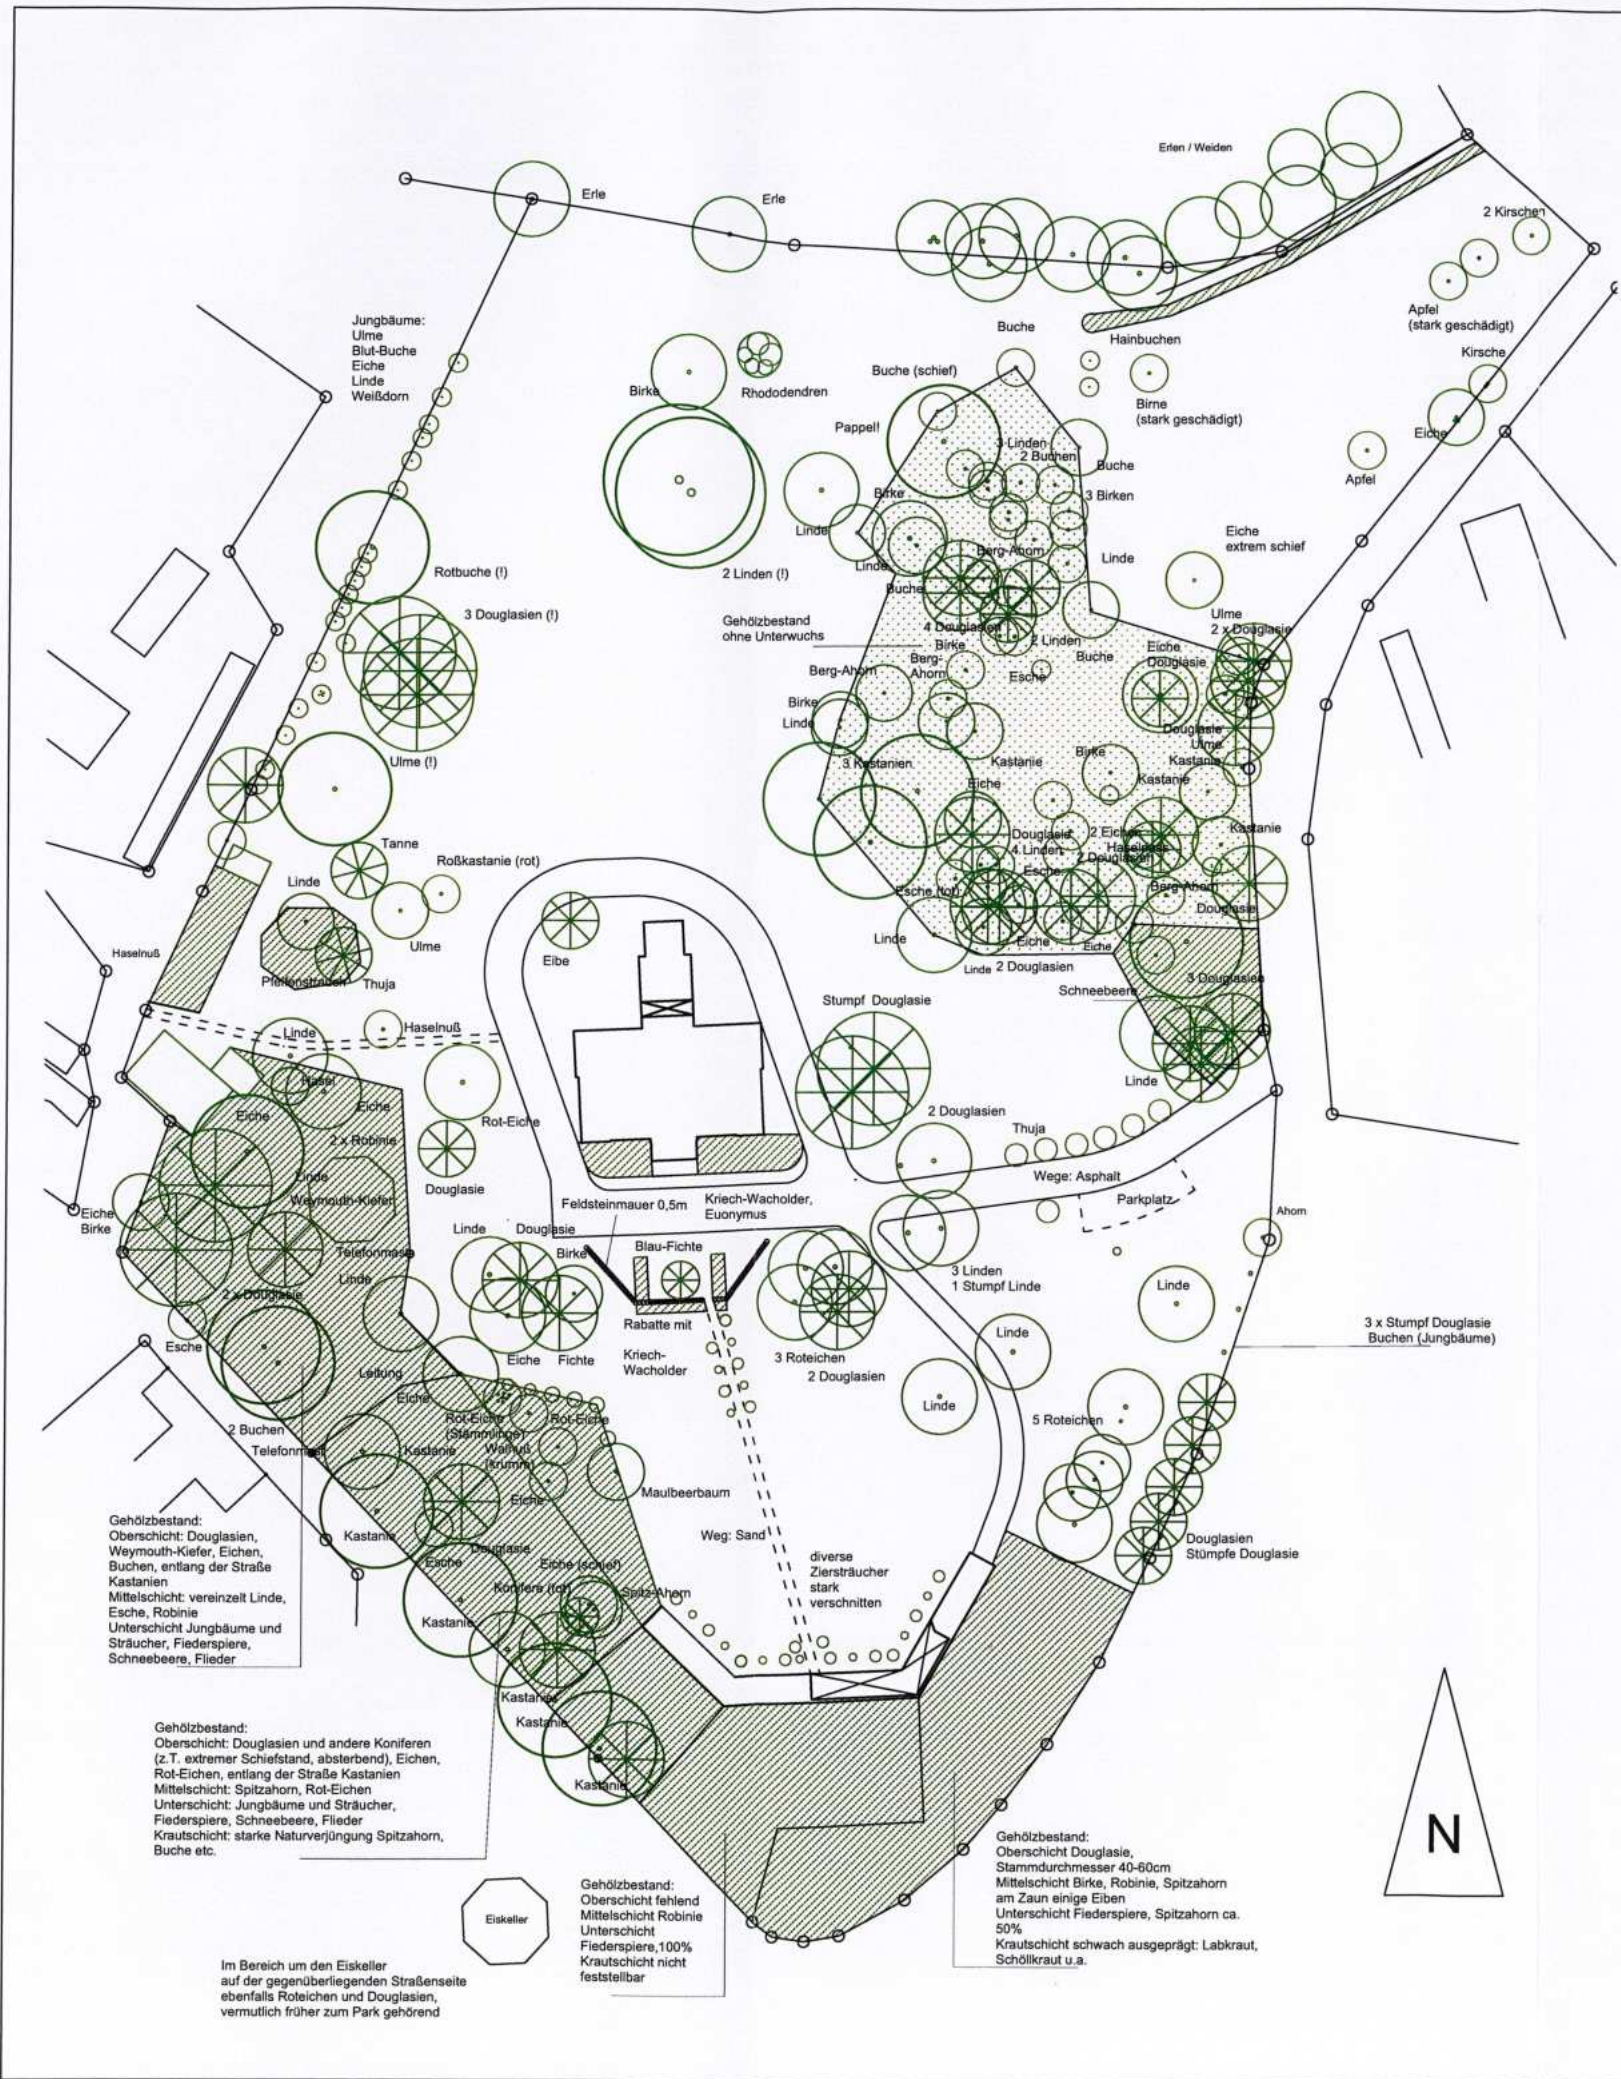 Erlen / Weiden
Erle
Erle
2 Kirschen
Jungbäume:
Ulme
Blut-Buche
Eiche
Linde
Weißdorn
Apfel
(stark geschädigt)
Buche
Hainbuchen
Kirsche
Buche (schief)
Birke
Rhododendren
Birne
(stark geschädigt)
Pappel!
Eiche
3 Linden
2 Buchen
Buche
Apfel
Birke
3 Birken
Linde
Eiche
extrem schief
Berg-Ahorn
Linde
Linde
Rotbuche (!)
2 Linden (!)
Buche
3 Douglasien (!)
Gehölzbestand
ohne Unterwuchs
Ulme
2 x Douglasie
4 Douglasien
2 Linden
Birke
Eiche
Buche
Douglasie
Berg-Ahorn
Berg-
Ahorn
Esche
Birke
Linde
Douglasie
Ulme
Ulme (!)
3 Kastanien
Kastanie
Birke
Kastanie
Eiche
Kastanie
Tanne
Douglasie
2 Eichen
Kastanie
4 Linden
Haselnuss
2 Douglasien
Roßkastanie (rot)
Linde
Esche
Esche (tot)
Berg-Ahorn
Douglasie
Ulme
Linde
Eiche
Eiche
Haselnuß
Eibe
Linde
2 Douglasien
3 Douglasien
Pfeifenstrauch
Thuja
Schneebeere
Stumpf Douglasie
Linde
Haselnuß
Linde
Hasel
Eiche
Eiche
Rot-Eiche
2 Douglasien
Thuja
2 x Robinie
Linde
Wege: Asphalt
Douglasie
Weymouth-Kiefer
Feldsteinmauer 0,5m
Kriech-Wacholder,
Euonymus
Parkplatz
Eiche
Birke
Ahorn
Linde
Douglasie
Birke
Blau-Fichte
Telefonmast
Linde
3 Linden
1 Stumpf Linde
Linde
2 x Douglasie
Rabatte mit
Linde
3 x Stumpf Douglasie
Buchen (Jungbäume)
Esche
Eiche
Fichte
Kriech-
Wacholder
3 Roteichen
2 Douglasien
Leitung
Eiche
Linde
Rot-Eiche
(Stämmlinge)
Rot-Eiche
5 Roteichen
2 Buchen
Telefonmast
Kastanie
Walnuß
(krumm)
Maulbeerbaum
Eiche
Gehölzbestand:
Oberschicht: Douglasien,
Weymouth-Kiefer, Eichen,
Buchen, entlang der Straße
Kastanien
Mittelschicht: vereinzelt Linde,
Esche, Robinie
Unterschicht Jungbäume und
Sträucher, Fiederspiere,
Schneebeere, Flieder
Kastanie
Weg: Sand
Douglasien
Stümpfe Douglasie
Douglasie
Esche
Eiche (schief)
diverse
Ziersträucher
stark
verschnitten
Konifere (tot)
Spitz-Ahorn
Kastanie
Kastanie
Kastanie
Kastanie
Gehölzbestand:
Oberschicht: Douglasien und andere Koniferen
(z.T. extremer Schiefstand, absterbend), Eichen,
Rot-Eichen, entlang der Straße Kastanien
Mittelschicht: Spitzahorn, Rot-Eichen
Unterschicht: Jungbäume und Sträucher,
Fiederspiere, Schneebeere, Flieder
Krautschicht: starke Naturverjüngung Spitzahorn,
Buche etc.
N
Gehölzbestand:
Oberschicht Douglasie,
Stammdurchmesser 40-60cm
Mittelschicht Birke, Robinie, Spitzahorn
am Zaun einige Eiben
Unterschicht Fiederspiere, Spitzahorn ca.
50%
Krautschicht schwach ausgeprägt: Labkraut,
Schöllkraut u.a.
Eiskeller
Gehölzbestand:
Oberschicht fehlend
Mittelschicht Robinie
Unterschicht
Fiederspiere,100%
Krautschicht nicht
feststellbar
Im Bereich um den Eiskeller
auf der gegenüberliegenden Straßenseite
ebenfalls Roteichen und Douglasien,
vermutlich früher zum Park gehörend